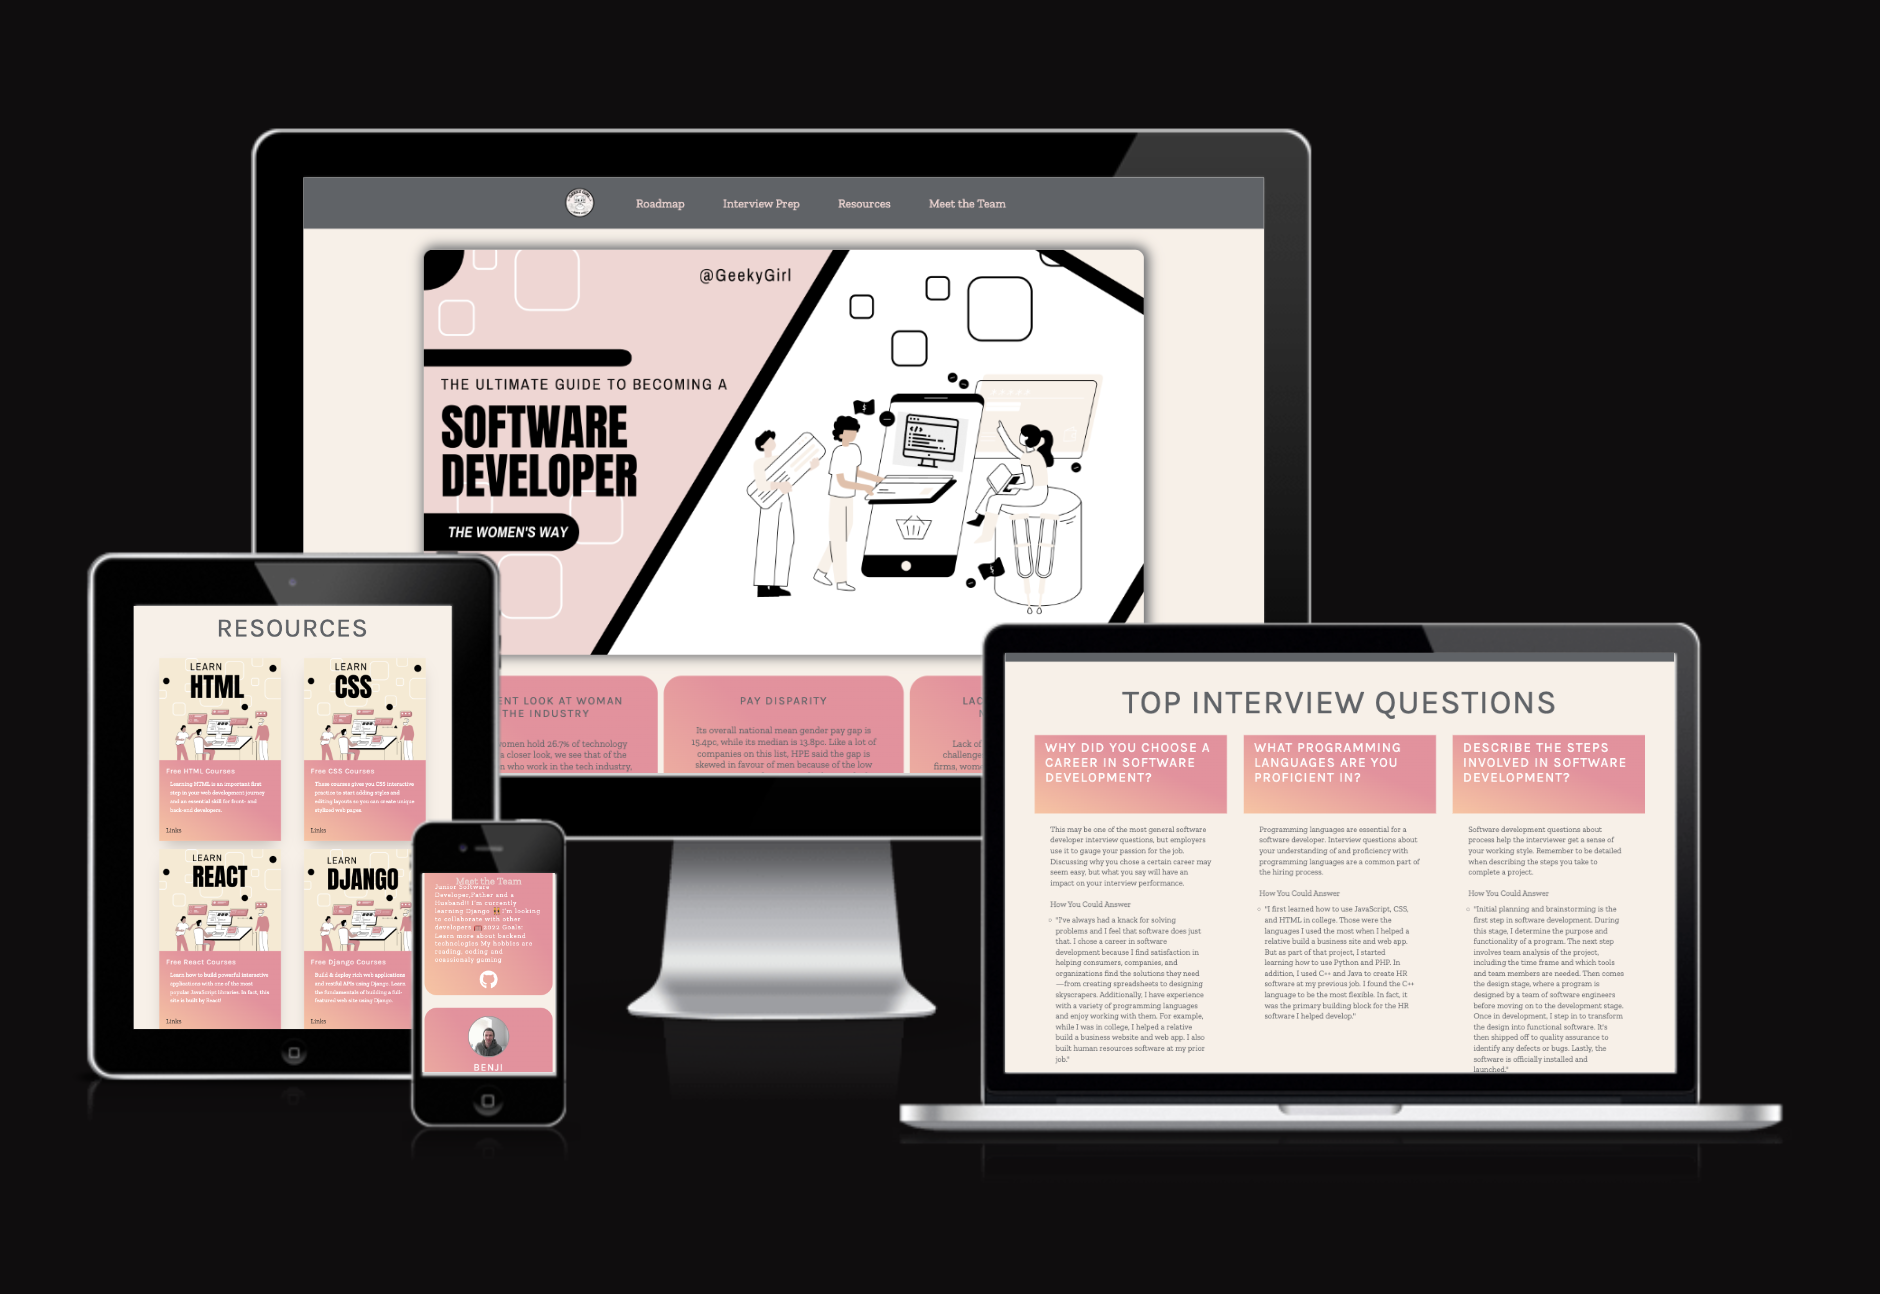 Roadmap
Interview Prep
Resources
Meet the Team
@GeekyGirl
THE ULTIMATE GUIDE TO BECOMING A
SOFTWARE
DEVELOPER
THE WOMEN'S WAY
ENT LOOK AT WOMAN
THE INDUSTRY
women hold 26.7% of technology
s closer look, we see that of the
n who work in the tech industry,
PAY DISPARITY
Its overall national mean gender pay gap is
15.4pc, while its median is 13.8pc. Like a lot of
companies on this list, HPE said the gap is
skewed in favour of men because of the low
LAC
Lack of
challenge
firms, wom
RESOURCES
LEARN
HTML
Free HTML Courses
Learning HTML is an important first
step in your web development journey
and an essential skill for front- and
back-end developers.
Links
LEARN
CSS
Free CSS Courses
These courses gives you CSS interactive
practice to start adding styles and
editing layouts so you can create unique
stylized web pages
Links
LEARN
REACT
Free React Courses
Learn how to build powerful interactive
applications with one of the most
popular JavaScript libraries. In fact, this
site is built by React!
Links
LEARN
DJANGO
Free Django Courses
Build & deploy rich web applications
and restful APIs using Django. Learn
the fundamentals of building a full-
featured web site using Django.
Links
Meet the Team
Junior Software
Developer,Father and a
Husband!! I'm currently
learning Django I'm looking
to collaborate with other
developers 2022 Goals:
Learn more about backend
technologies My hobbies are
reading, coding and
ocassionaly gaming
BENJI
TOP INTERVIEW QUESTIONS
WHY DID YOU CHOOSE A
CAREER IN SOFTWARE
DEVELOPMENT?
This may be one of the most general software
developer interview questions, but employers
use it to gauge your passion for the job.
Discussing why you chose a certain career may
seem easy, but what you say will have an
impact on your interview performance.
How You Could Answer
"I've always had a knack for solving
problems and I feel that software does just
that. I chose a career in software
development because I find satisfaction in
helping consumers, companies, and
organizations find the solutions they need
—from creating spreadsheets to designing
skyscrapers. Additionally, I have experience
with a variety of programming languages
and enjoy working with them. For example,
while I was in college, I helped a relative
build a business website and web app. I also
built human resources software at my prior
job."
WHAT PROGRAMMING
LANGUAGES ARE YOU
PROFICIENT IN?
Programming languages are essential for a
software developer. Interview questions about
your understanding of and proficiency with
programming languages are a common part of
the hiring process.
How You Could Answer
"I first learned how to use JavaScript, CSS,
and HTML in college. Those were the
languages I used the most when I helped a
relative build a business site and web app.
But as part of that project, I started
learning how to use Python and PHP. In
addition, I used C++ and Java to create HR
software at my previous job. I found the C++
language to be the most flexible. In fact, it
was the primary building block for the HR
software I helped develop."
DESCRIBE THE STEPS
INVOLVED IN SOFTWARE
DEVELOPMENT?
Software development questions about
process help the interviewer get a sense of
your working style. Remember to be detailed
when describing the steps you take to
complete a project.
How You Could Answer
"Initial planning and brainstorming is the
first step in software development. During
this stage, I determine the purpose and
functionality of a program. The next step
involves team analysis of the project,
including the time frame and which tools
and team members are needed. Then comes
the design stage, where a program is
designed by a team of software engineers
before moving on to the development stage.
Once in development, I step in to transform
the design into functional software. It's
then shipped off to quality assurance to
identify any defects or bugs. Lastly, the
software is officially installed and
launched."